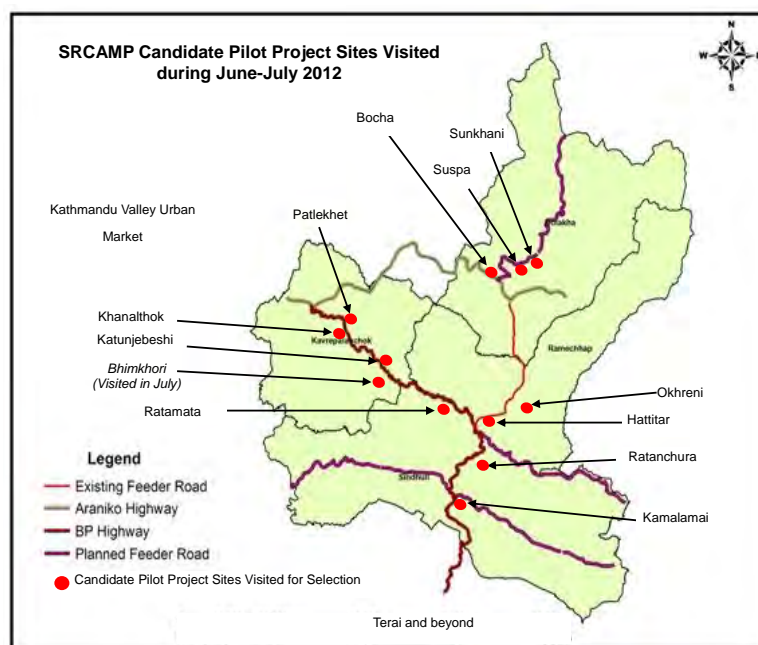 SRCAMP Candidate Pilot Project Sites Visited
during June-July 2012
N
W
E
S
Bocha
Sunkhani
Suspa
Kathmandu Valley Urban
Market
Patlekhet
Khanalthok
Katunjebeshi
Bhimkhori
(Visited in July)
Ratamata
Ramechhap
Okhreni
Hattitar
Ratanchura
Sindhuli
Kamalamai
Legend
Existing Feeder Road
Araniko Highway
BP Highway
Planned Feeder Road
Candidate Pilot Project Sites Visited for Selection
Terai and beyond